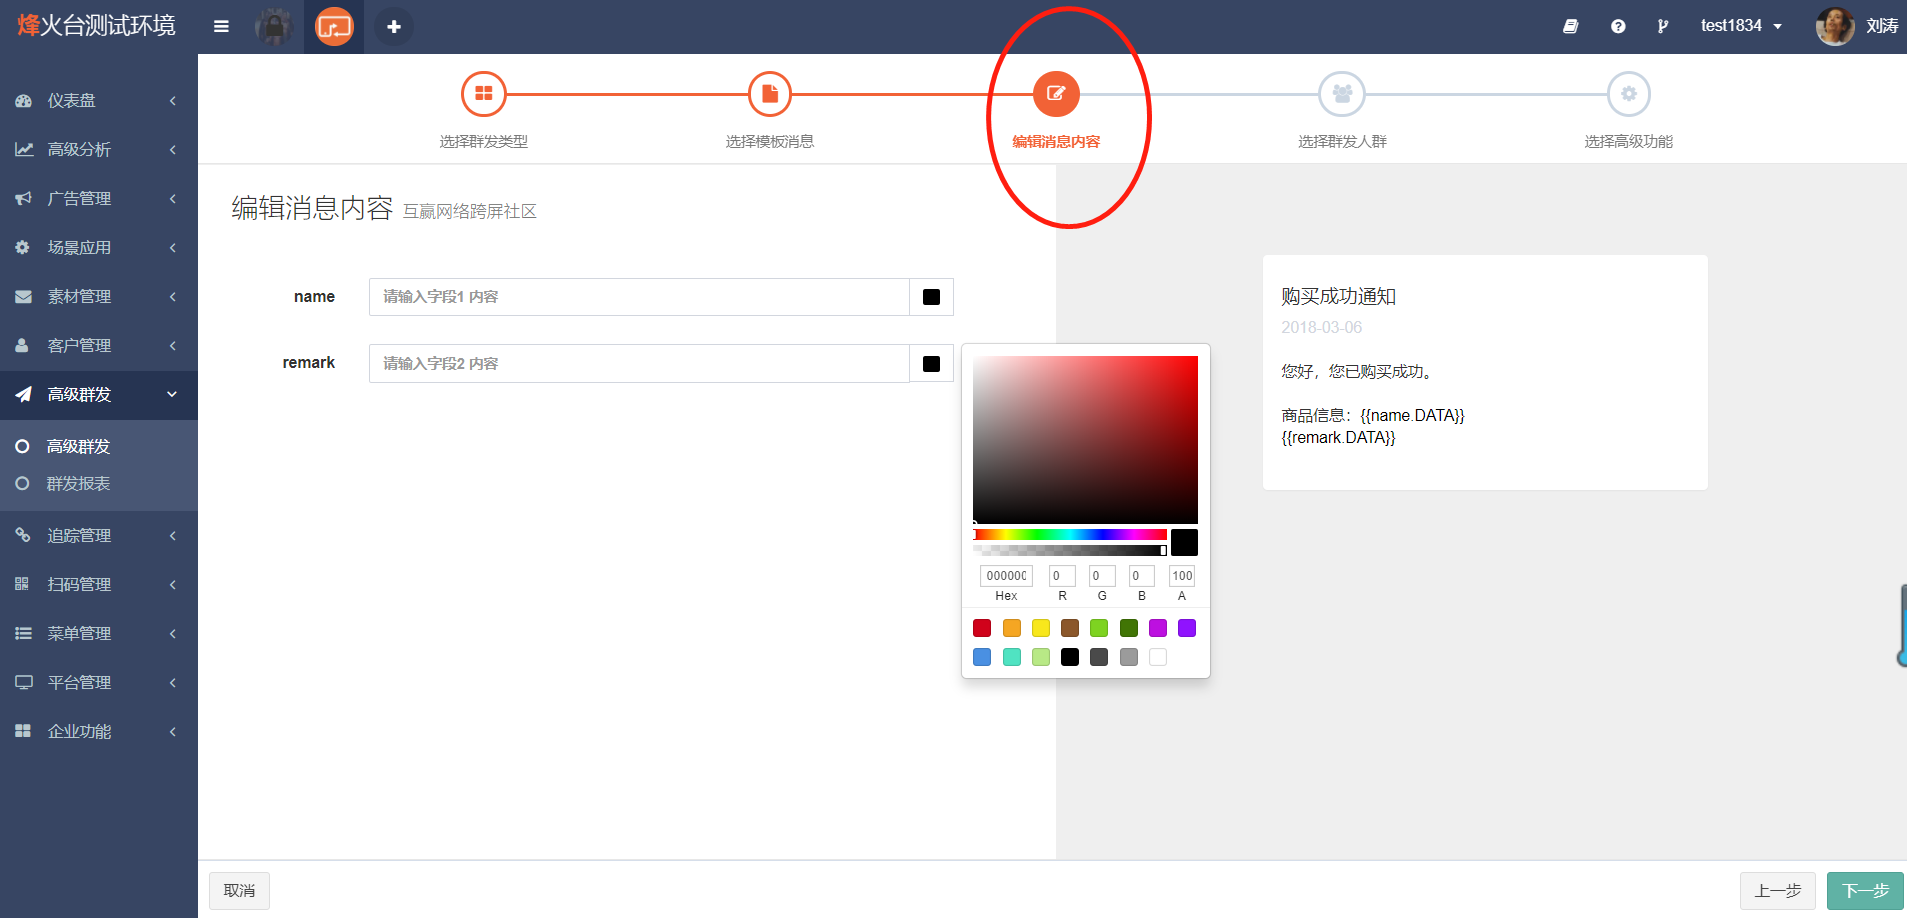 烽火台测试环境
test1834
刘涛
仪表盘
高级分析
广告管理
场景应用
素材管理
客户管理
高级群发
高级群发
群发报表
追踪管理
扫码管理
菜单管理
平台管理
企业功能
选择群发类型
选择模板消息
编辑消息内容
选择群发人群
选择高级功能
编辑消息内容 互赢网络跨屏社区
name
请输入字段1 内容
remark
请输入字段2 内容
000000 0 0 0 100
Hex R G B A
购买成功通知
2018-03-06
您好，您已购买成功。
商品信息：{{name.DATA}}
{{remark.DATA}}
取消
上一步
下一步